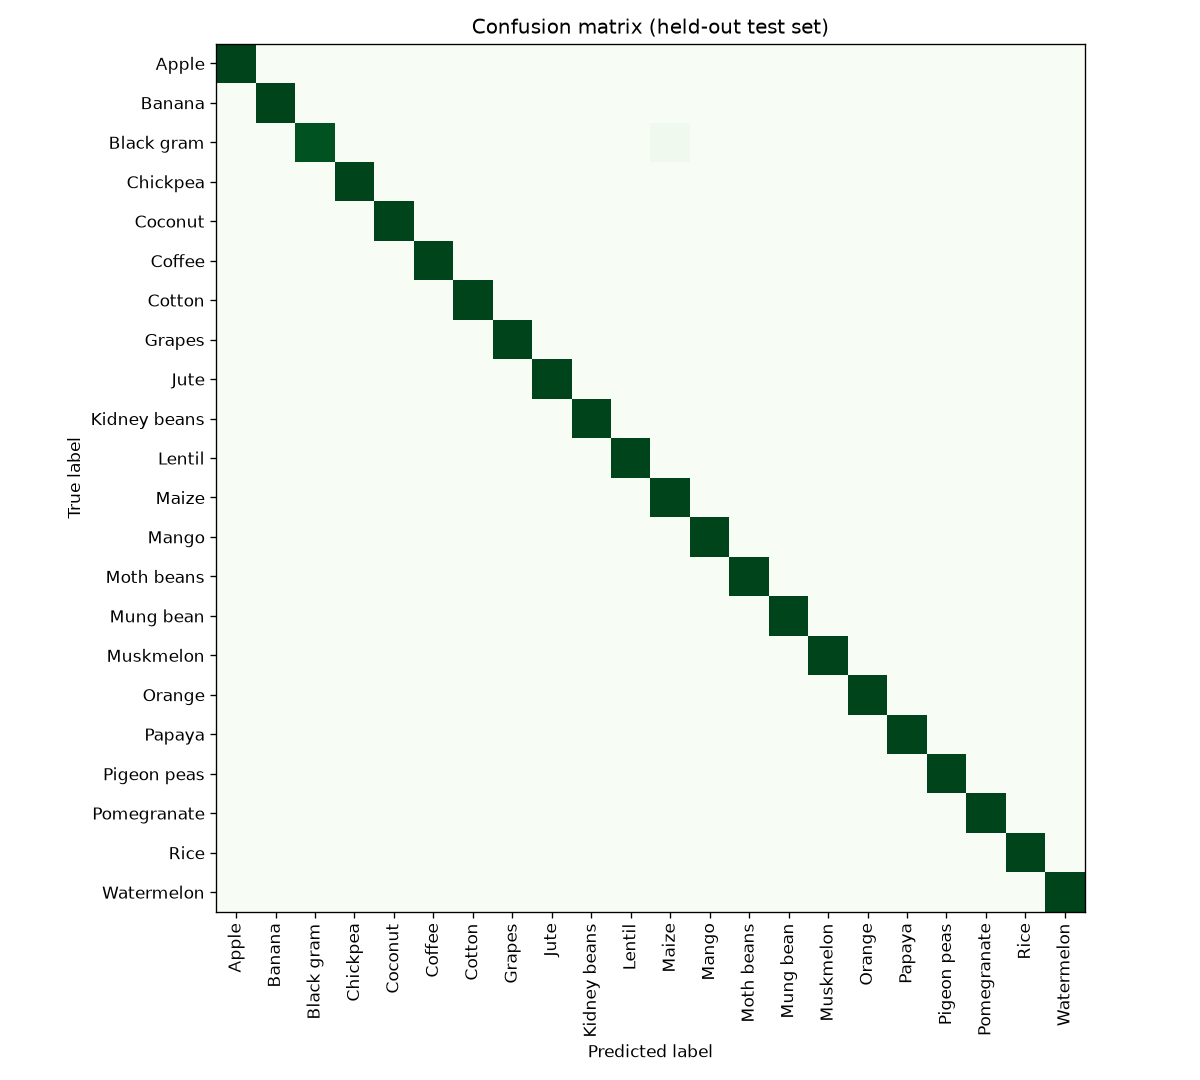 Confusion matrix (held-out test set)
True label
Apple
Banana
Black gram
Chickpea
Coconut
Coffee
Cotton
Grapes
Jute
Kidney beans
Lentil
Maize
Mango
Moth beans
Mung bean
Muskmelon
Orange
Papaya
Pigeon peas
Pomegranate
Rice
Watermelon
Apple
Banana
Black gram
Chickpea
Coconut
Coffee
Cotton
Grapes
Jute
Kidney beans
Lentil
Maize
Mango
Moth beans
Mung bean
Muskmelon
Orange
Papaya
Pigeon peas
Pomegranate
Rice
Watermelon
Predicted label